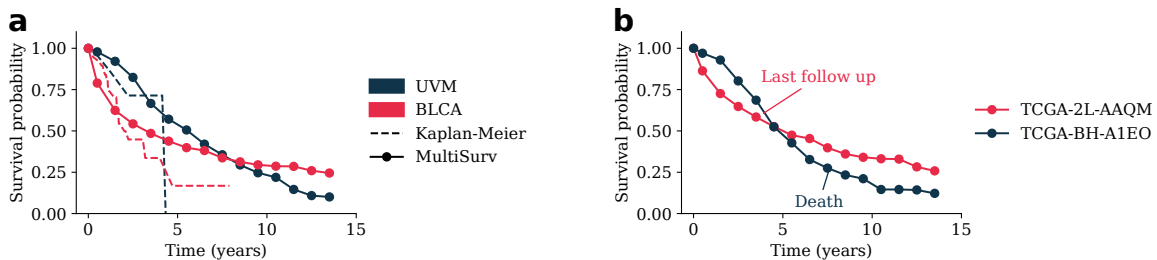 a
Survival probability
1.00
0.75
0.50
0.25
0.00
0
5
10
15
Time (years)
UVM
BLCA
Kaplan-Meier
MultiSurv
b
Survival probability
1.00
0.75
0.50
0.25
0.00
0
5
10
15
Time (years)
Last follow up
Death
TCGA-2L-AAQM
TCGA-BH-A1EO